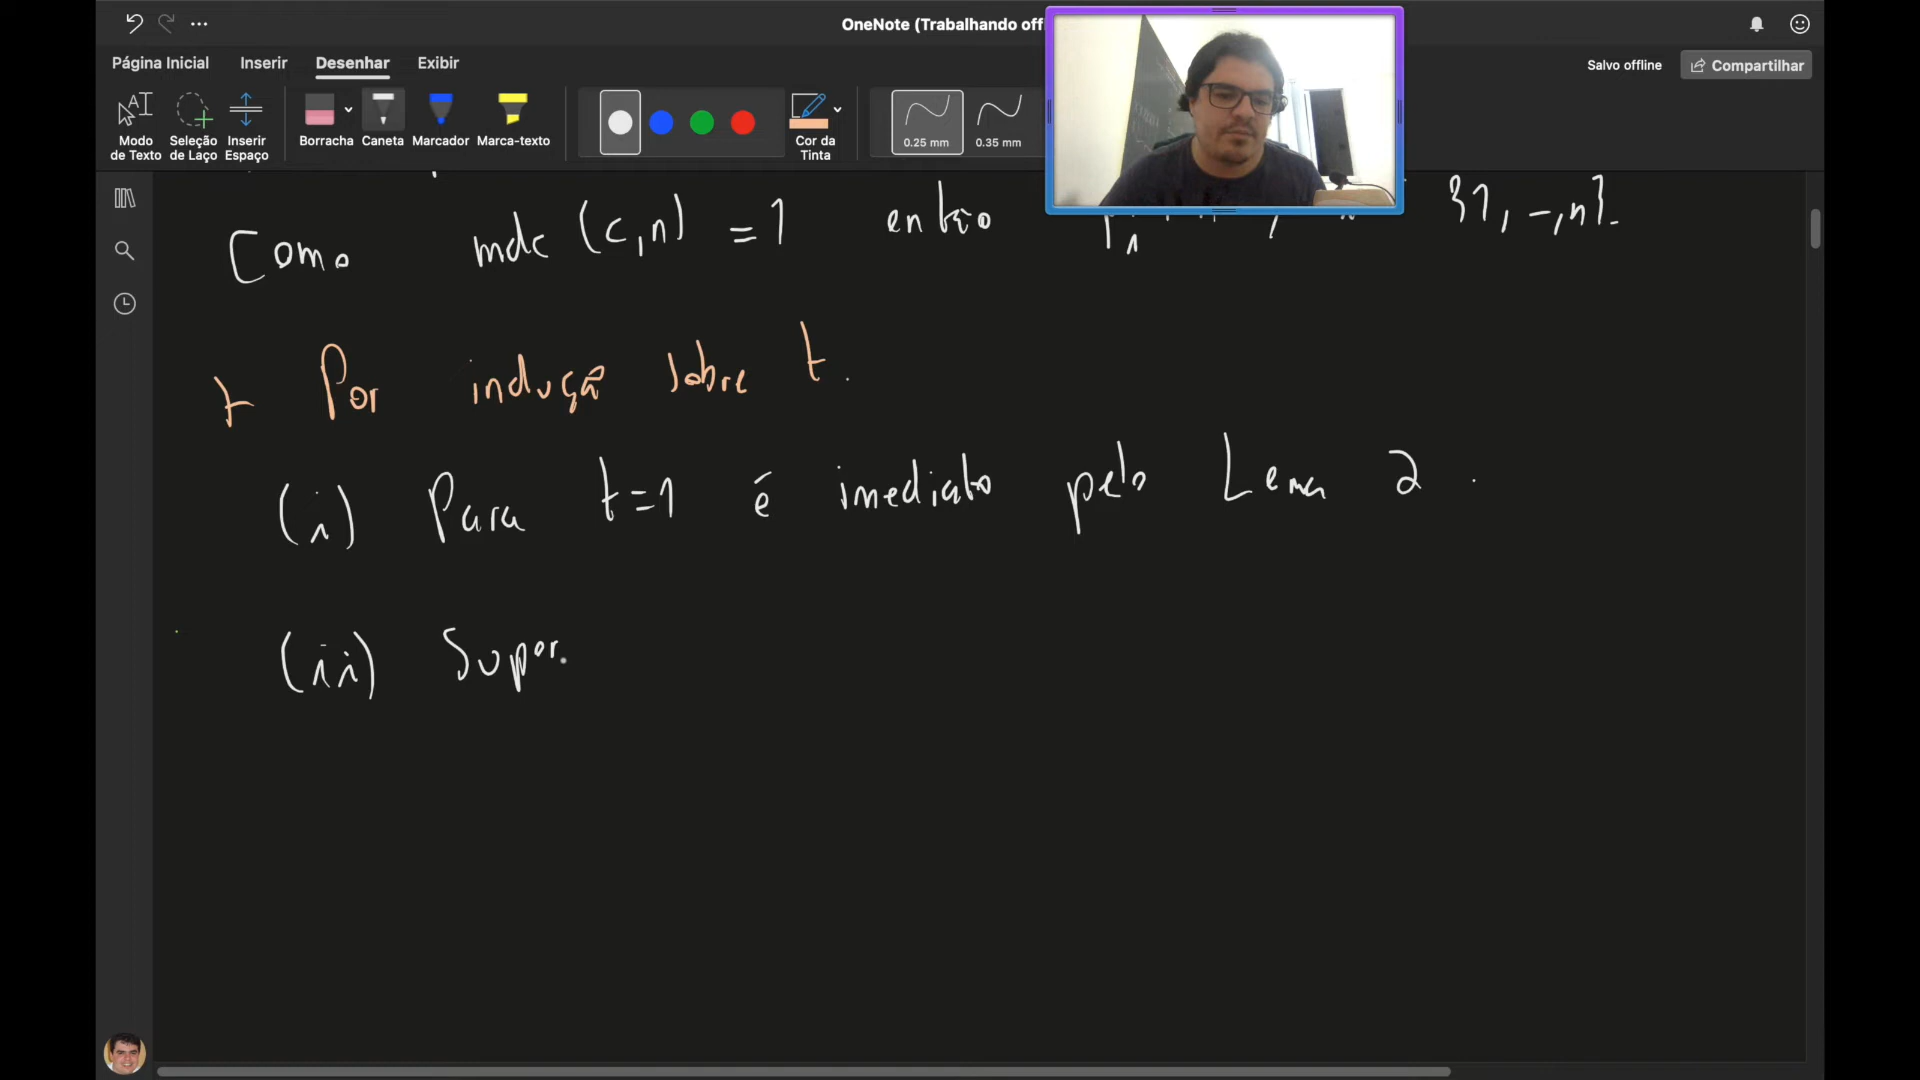 OneNote (Trabalhando off
Página Inicial Inserir Desenhar Exibir
Salvo offline Compartilhar
Modo de Texto Seleção de Laço Inserir Espaço Borracha Caneta Marcador Marca-texto Cor da Tinta 0.25 mm 0.35 mm
Como mdc (c,n) = 1 então {1, -, n}.
Por indução sobre t.
(i) Para t=1 é imediato pelo Lema 2.
(ii) Supor